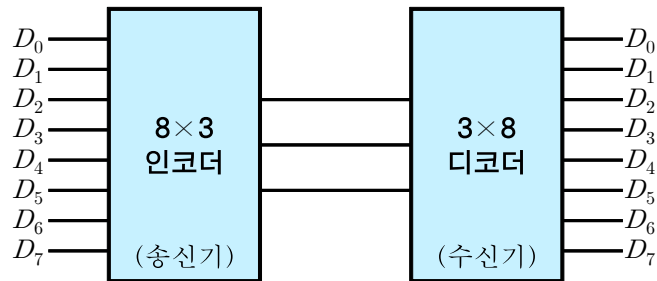 D₀ D₀
D₁ D₁
D₂ D₂
D₃ 8×3 3×8 D₃
D₄ 인코더 디코더 D₄
D₅ D₅
D₆ D₆
D₇ (송신기) (수신기) D₇